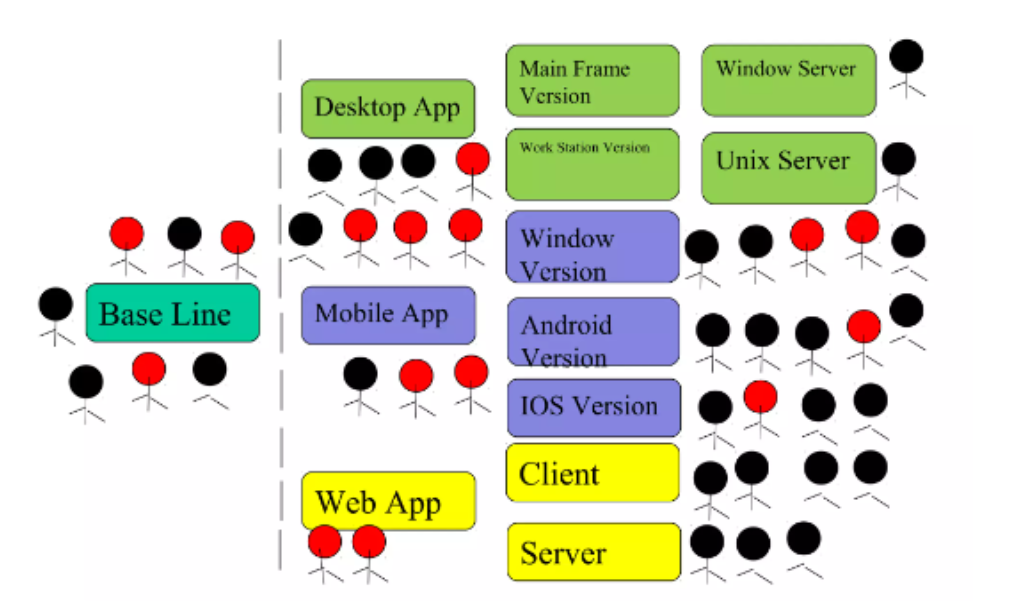 Base Line
Desktop App
Mobile App
Web App
Main Frame
Version
Work Station Version
Window
Version
Android
Version
IOS Version
Client
Server
Window Server
Unix Server